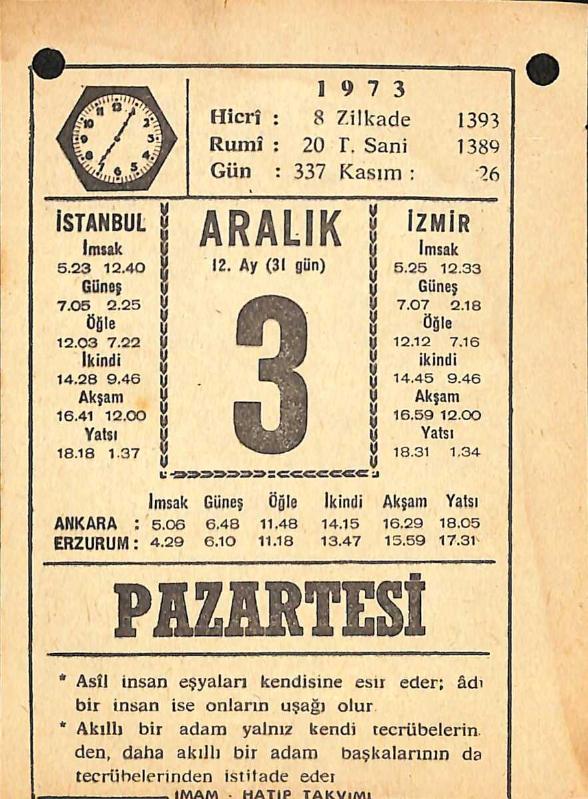 1973
Hicrî : 8 Zilkade 1393
Rumî : 20 T. Sani 1389
Gün : 337 Kasım : 26
İSTANBUL
İmsak
5.23 12.40
Güneş
7.05 2.25
Öğle
12.03 7.22
İkindi
14.28 9.46
Akşam
16.41 12.00
Yatsı
18.18 1.37
ARALIK
12. Ay (31 gün)
3
İZMİR
İmsak
5.25 12.33
Güneş
7.07 2.18
Öğle
12.12 7.16
ikindi
14.45 9.46
Akşam
16.59 12.00
Yatsı
18.31 1.34
İmsak Güneş Öğle İkindi Akşam Yatsı
ANKARA : 5.06 6.48 11.48 14.15 16.29 18.05
ERZURUM : 4.29 6.10 11.18 13.47 15.59 17.31
PAZARTESİ
* Asîl insan eşyaları kendisine esir eder; âdi
bir insan ise onların uşağı olur.
* Akıllı bir adam yalnız kendi tecrübelerin
den, daha akıllı bir adam başkalarının da
tecrübelerinden istifade eder
İMAM - HATİP TAKVİMİ